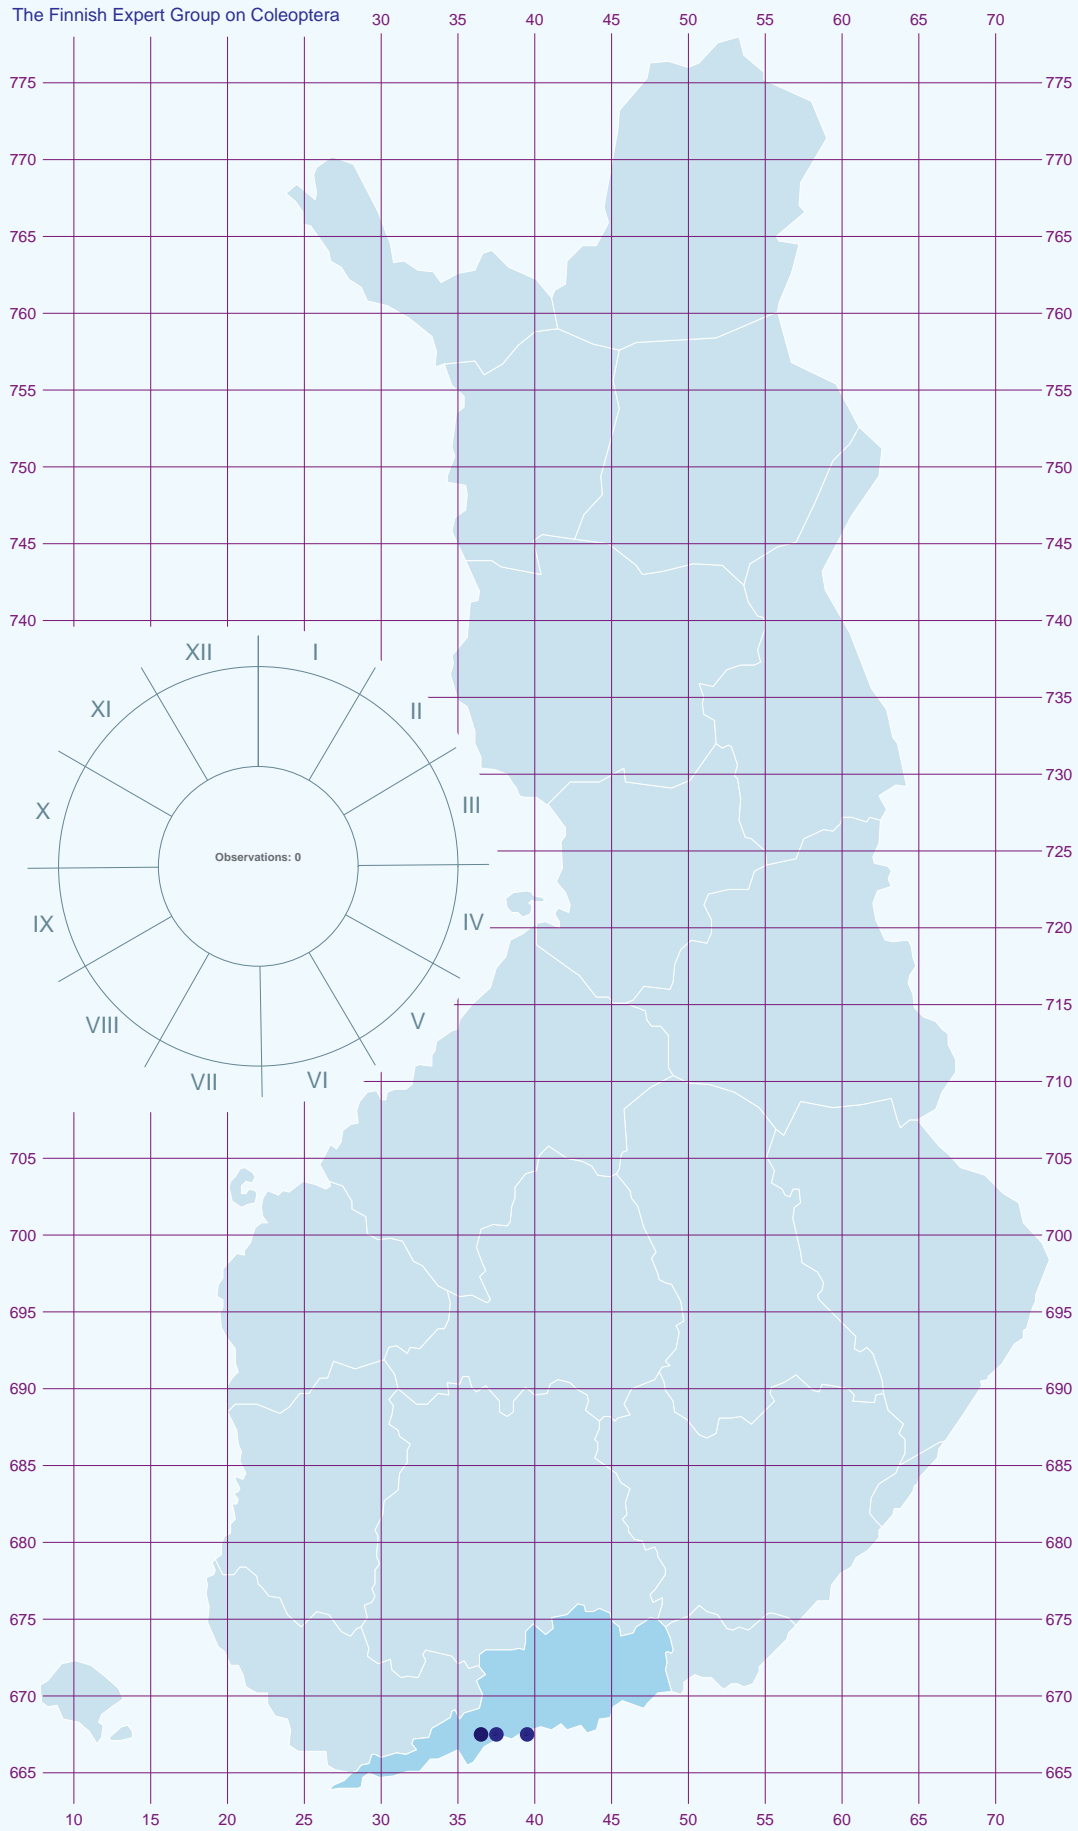 The Finnish Expert Group on Coleoptera
30 35 40 45 50 55 60 65 70
775 775
770 770
765 765
760 760
755 755
750 750
745 745
740 740
XII I
XI II
735
730
X III
725
Observations: 0
IX IV
720
715
VIII V
VII VI
710
705 705
700 700
695 695
690 690
685 685
680 680
675 675
670 670
665 665
10 15 20 25 30 35 40 45 50 55 60 65 70